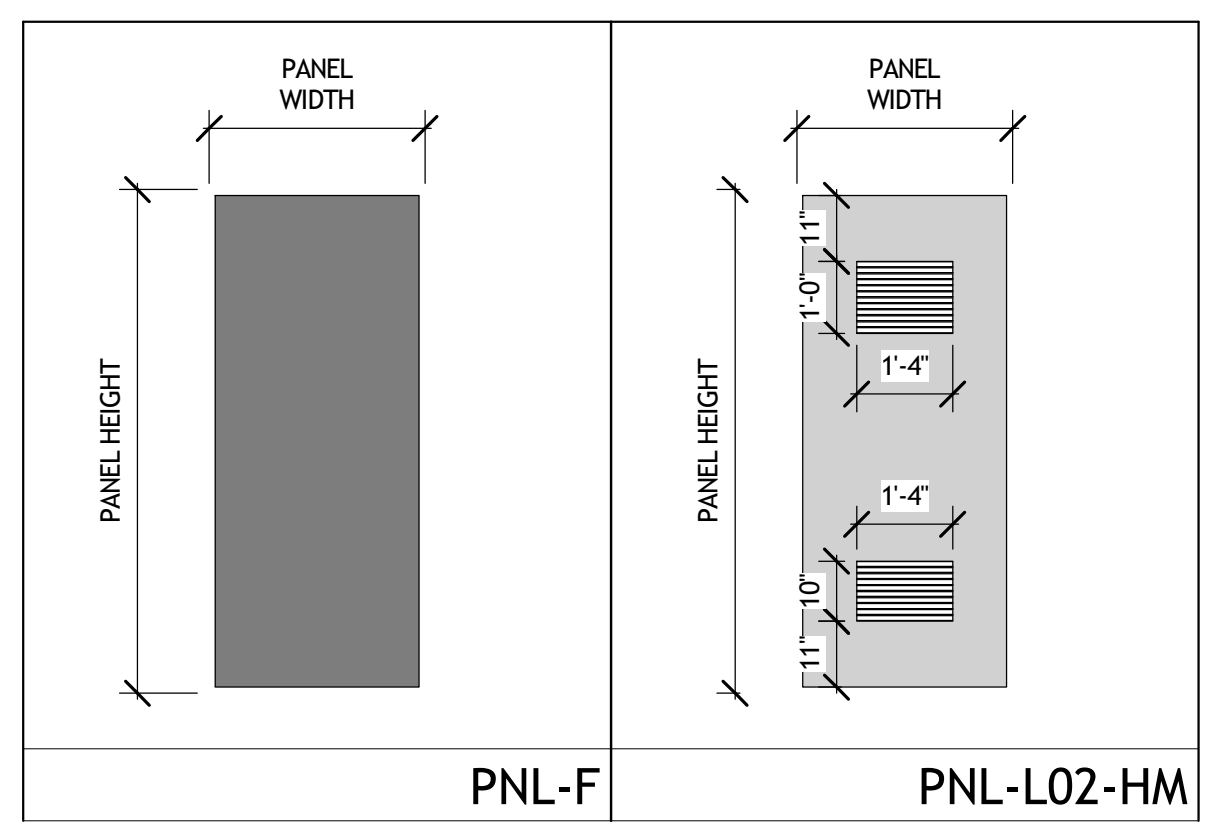 PANEL
WIDTH
PANEL HEIGHT
PNL-F
PANEL
WIDTH
PANEL HEIGHT
11"
1'-0"
1'-4"
1'-4"
10"
11"
PNL-L02-HM